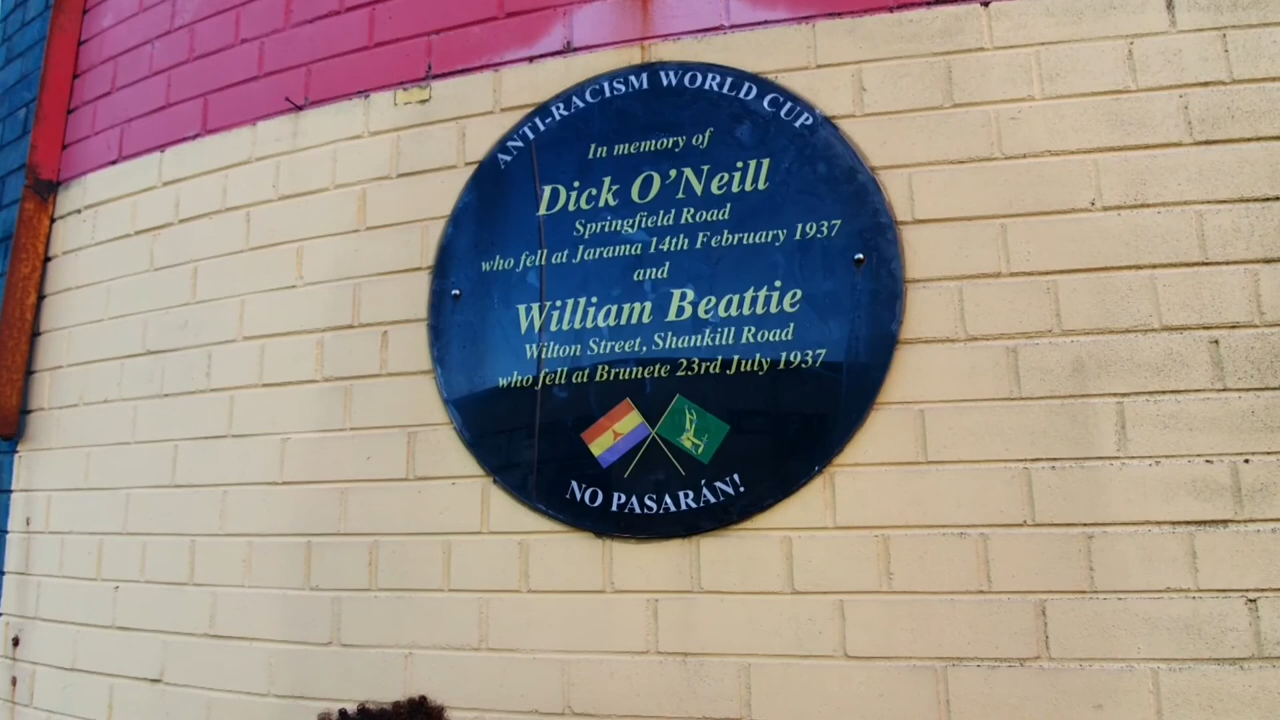 ANTI-RACISM WORLD CUP
In memory of
Dick O'Neill
Springfield Road
who fell at Jarama 14th February 1937
and
William Beattie
Wilton Street, Shankill Road
who fell at Brunete 23rd July 1937
NO PASARÁN!